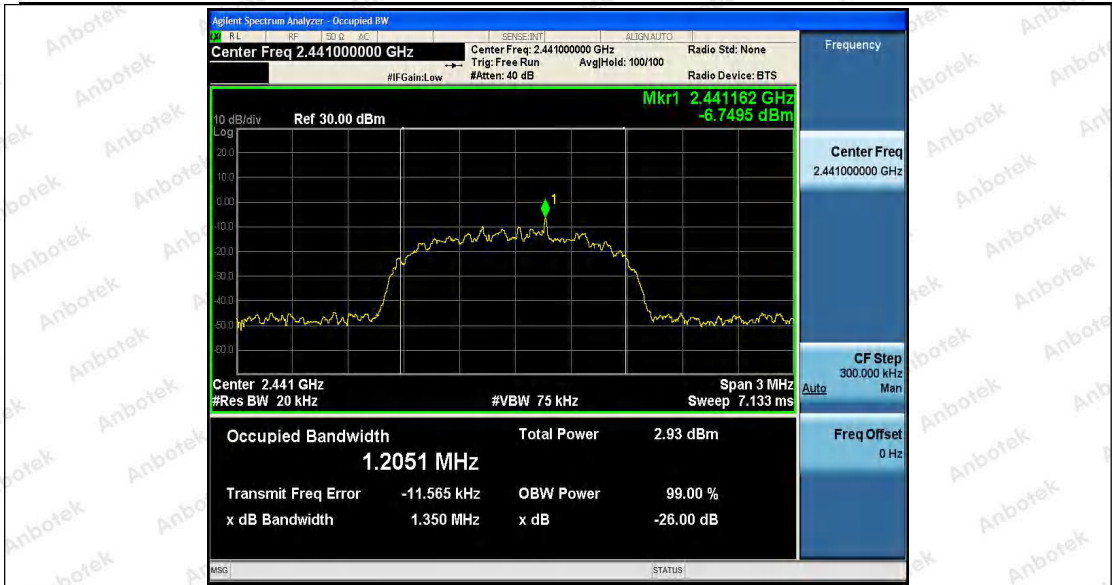 Agilent Spectrum Analyzer - Occupied BW
RL RF 50 Ω AC SENSE:INT ALIGNAUTO
Center Freq 2.441000000 GHz
Center Freq: 2.441000000 GHz
Radio Std: None
Trig: Free Run Avg|Hold: 100/100
#IFGain:Low #Atten: 40 dB
Radio Device: BTS
Mkr1 2.441162 GHz
-6.7495 dBm
10 dB/div Ref 30.00 dBm
Log
20.0
10.0
0.00
-10.0
-20.0
-30.0
-40.0
-50.0
-60.0
1
Center 2.441 GHz
Span 3 MHz
#Res BW 20 kHz
#VBW 75 kHz
Sweep 7.133 ms
Occupied Bandwidth
Total Power 2.93 dBm
1.2051 MHz
Transmit Freq Error -11.565 kHz OBW Power 99.00 %
x dB Bandwidth 1.350 MHz x dB -26.00 dB
MSG STATUS
Frequency
Center Freq
2.441000000 GHz
CF Step
300.000 kHz
Auto Man
Freq Offset
0 Hz
Anbotek